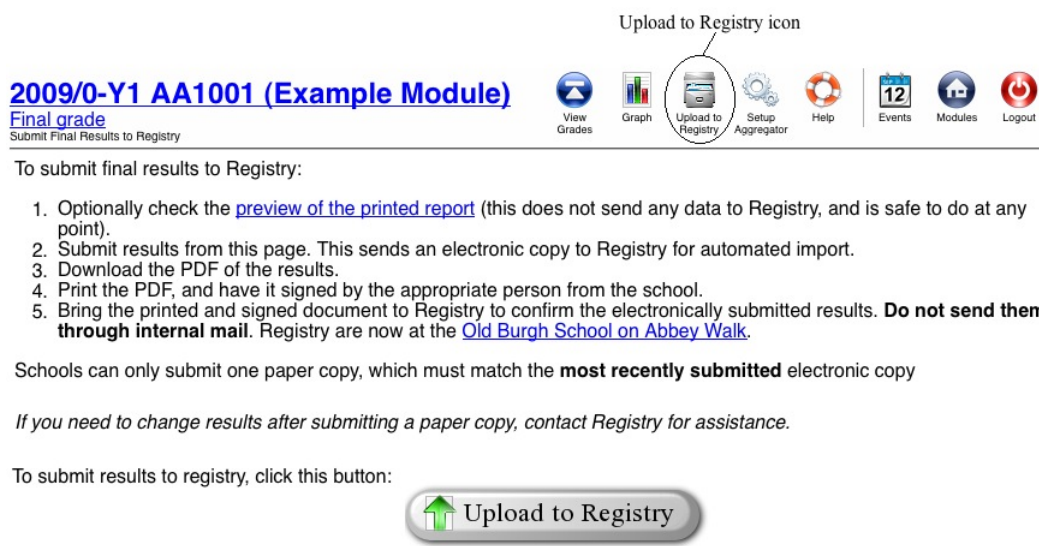 Upload to Registry icon
2009/0-Y1 AA1001 (Example Module)
Final grade
Submit Final Results to Registry
View Grades
Graph
Upload to Registry
Setup Aggregator
Help
12
Events
Modules
Logout
To submit final results to Registry:
1. Optionally check the preview of the printed report (this does not send any data to Registry, and is safe to do at any
point).
2. Submit results from this page. This sends an electronic copy to Registry for automated import.
3. Download the PDF of the results.
4. Print the PDF, and have it signed by the appropriate person from the school.
5. Bring the printed and signed document to Registry to confirm the electronically submitted results. Do not send them
through internal mail. Registry are now at the Old Burgh School on Abbey Walk.
Schools can only submit one paper copy, which must match the most recently submitted electronic copy
If you need to change results after submitting a paper copy, contact Registry for assistance.
To submit results to registry, click this button:
Upload to Registry